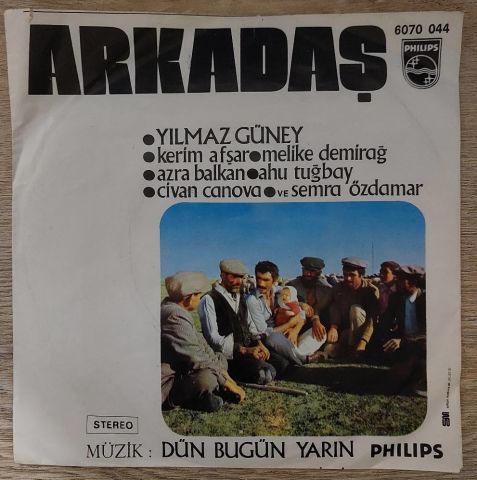 ARKADAŞ
6070 044
PHILIPS
•YILMAZ GÜNEY
•kerim afşar•melike demirağ
•azra balkan•ahu tuğbay
•civan canova•VE semra özdamar
STEREO
MÜZİK : DÜN BUGÜN YARIN PHILIPS